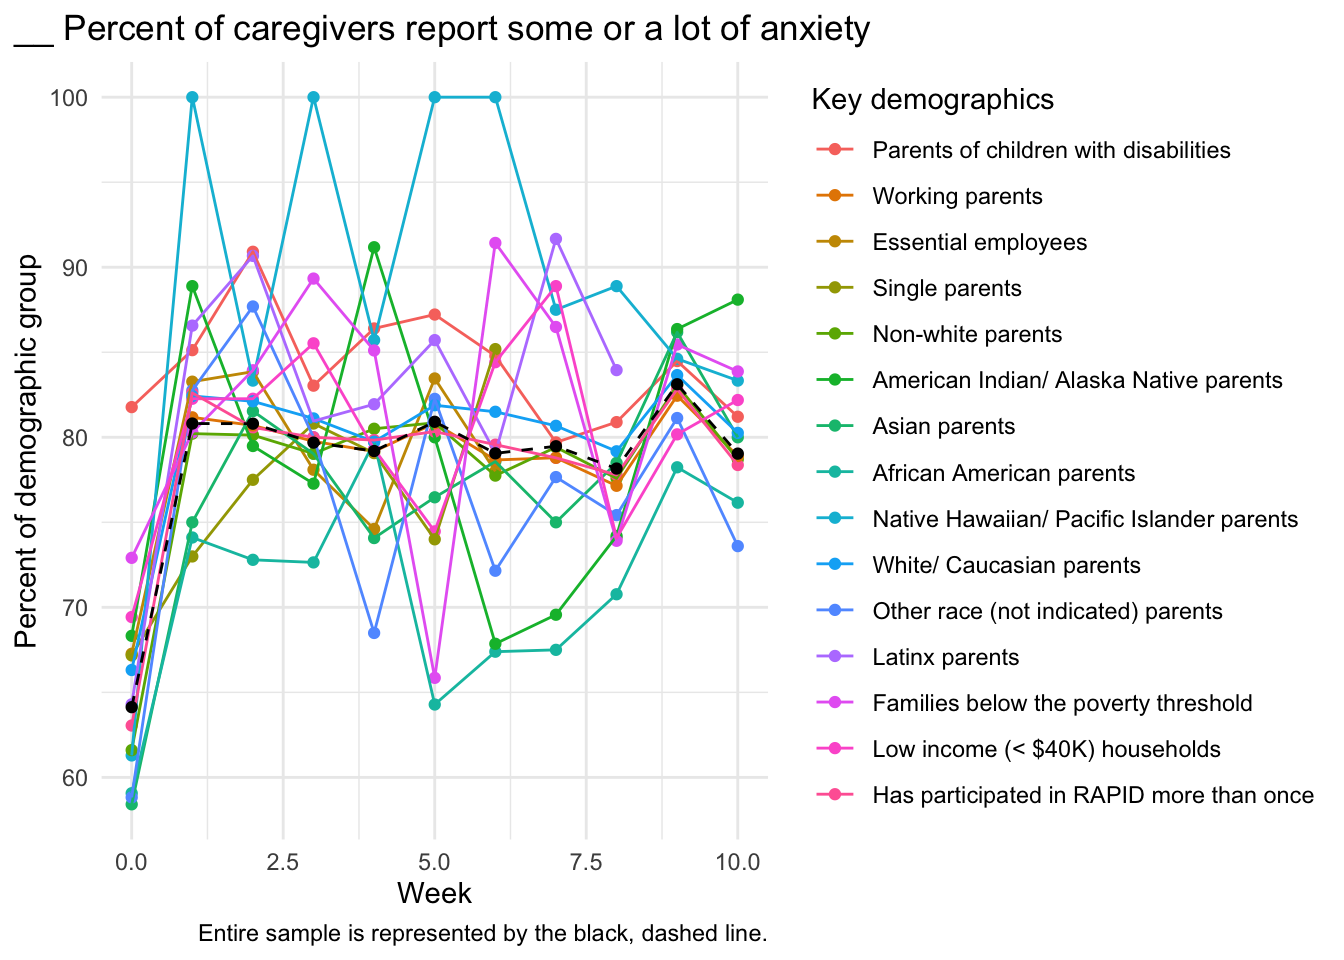 __ Percent of caregivers report some or a lot of anxiety
Percent of demographic group
100
90
80
70
60
0.0 2.5 5.0 7.5 10.0
Week
Entire sample is represented by the black, dashed line.
Key demographics
Parents of children with disabilities
Working parents
Essential employees
Single parents
Non-white parents
American Indian/ Alaska Native parents
Asian parents
African American parents
Native Hawaiian/ Pacific Islander parents
White/ Caucasian parents
Other race (not indicated) parents
Latinx parents
Families below the poverty threshold
Low income (< $40K) households
Has participated in RAPID more than once